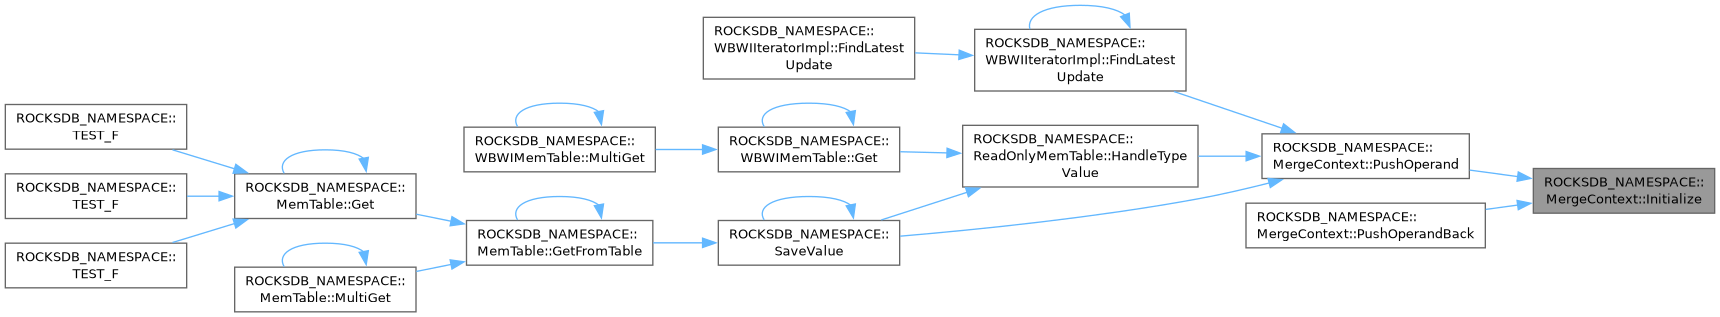 ROCKSDB_NAMESPACE::
WBWIIteratorImpl::FindLatest
Update
ROCKSDB_NAMESPACE::
WBWIIteratorImpl::FindLatest
Update
ROCKSDB_NAMESPACE::
TEST_F
ROCKSDB_NAMESPACE::
WBWIMemTable::MultiGet
ROCKSDB_NAMESPACE::
WBWIMemTable::Get
ROCKSDB_NAMESPACE::
ReadOnlyMemTable::HandleType
Value
ROCKSDB_NAMESPACE::
MergeContext::PushOperand
ROCKSDB_NAMESPACE::
MergeContext::Initialize
ROCKSDB_NAMESPACE::
TEST_F
ROCKSDB_NAMESPACE::
MemTable::Get
ROCKSDB_NAMESPACE::
MergeContext::PushOperandBack
ROCKSDB_NAMESPACE::
MemTable::GetFromTable
ROCKSDB_NAMESPACE::
SaveValue
ROCKSDB_NAMESPACE::
TEST_F
ROCKSDB_NAMESPACE::
MemTable::MultiGet